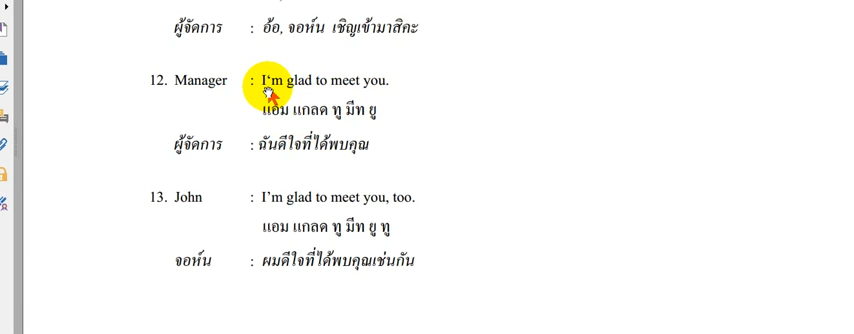 ผู้จัดการ : อ้อ, จอห์น เชิญเข้ามาสิคะ
12. Manager : I‘m glad to meet you.
แอม แกลด ทู มีท ยู
ผู้จัดการ : ฉันดีใจที่ได้พบคุณ
13. John : I’m glad to meet you, too.
แอม แกลด ทู มีท ยู ทู
จอห์น : ผมดีใจที่ได้พบคุณเช่นกัน